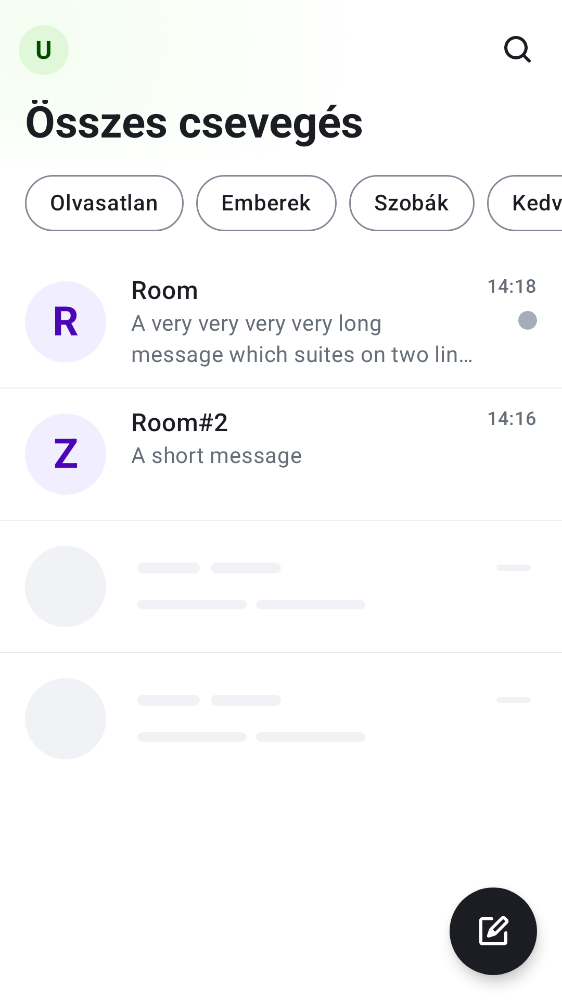 U
Összes csevegés
Olvasatlan
Emberek
Szobák
Kedv
R
Room
14:18
A very very very very long
message which suites on two lin…
Z
Room#2
14:16
A short message